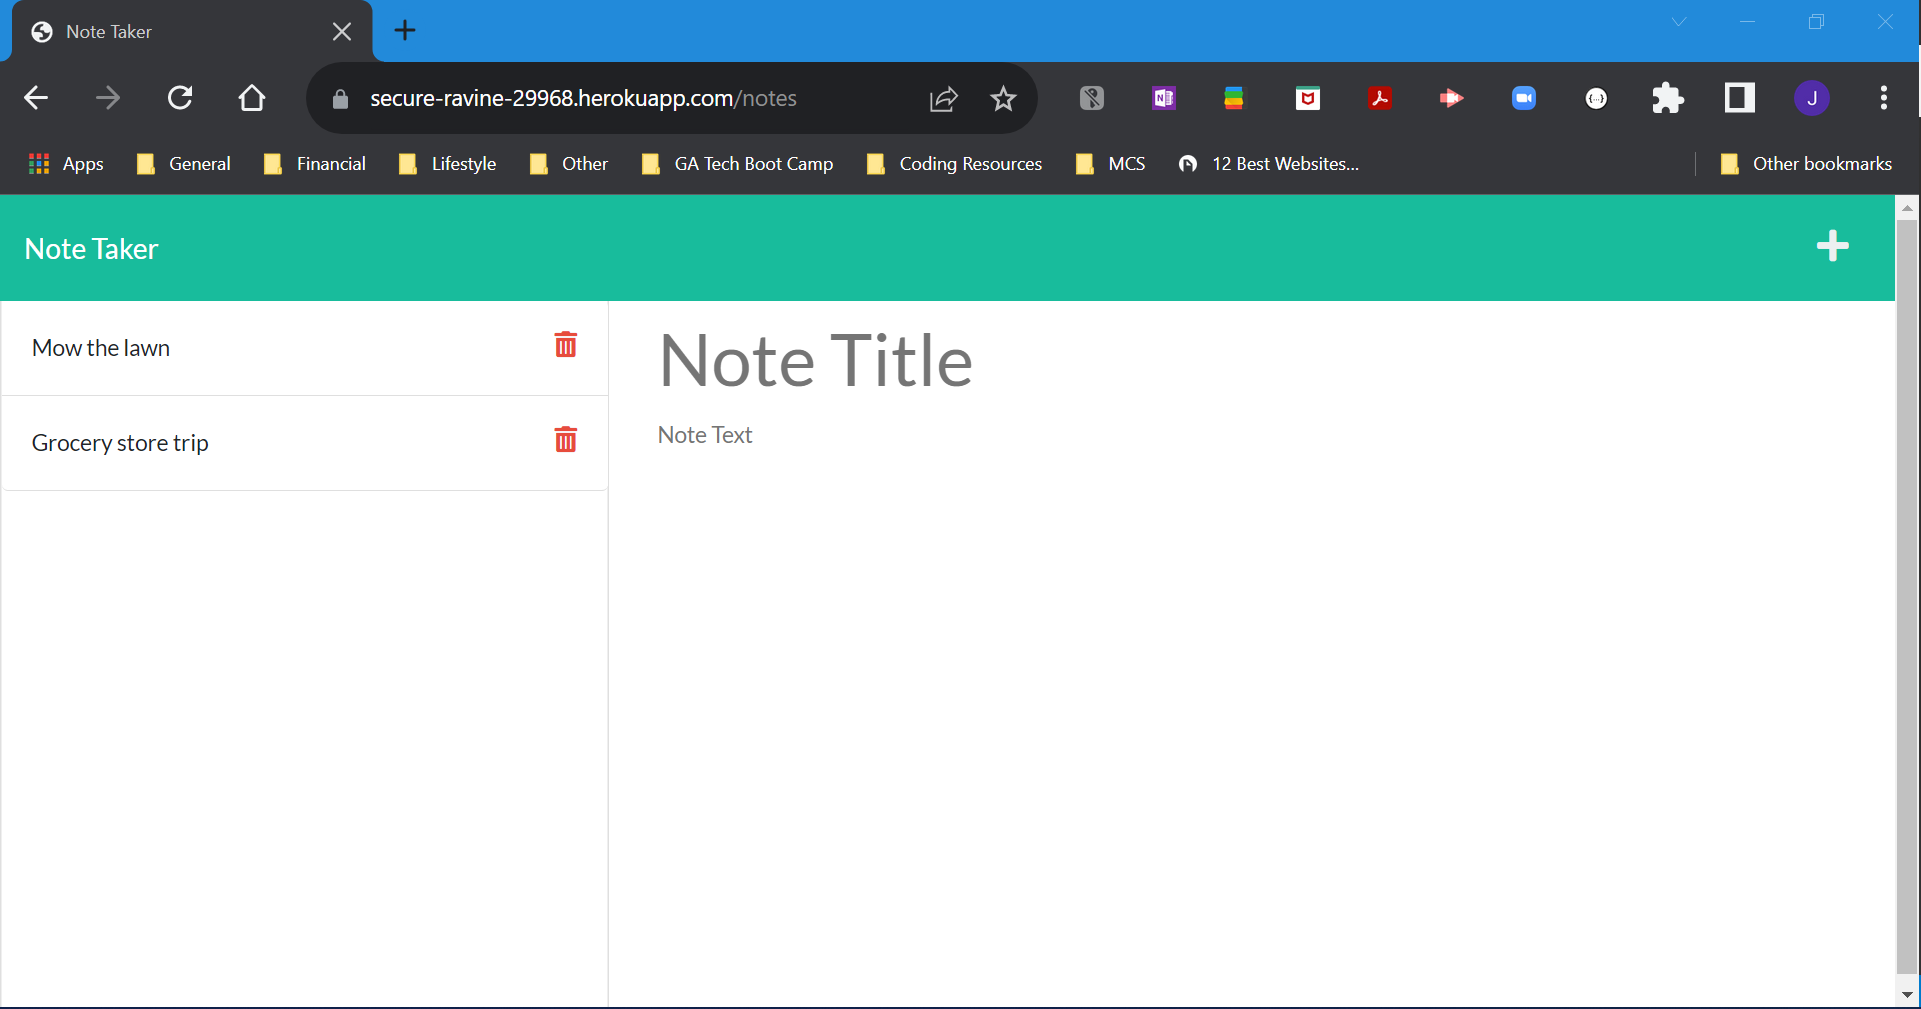 Note Taker
secure-ravine-29968.herokuapp.com/notes
N
J
Apps General Financial Lifestyle Other GA Tech Boot Camp Coding Resources MCS 12 Best Websites... Other bookmarks
Note Taker
Mow the lawn
Grocery store trip
Note Title
Note Text